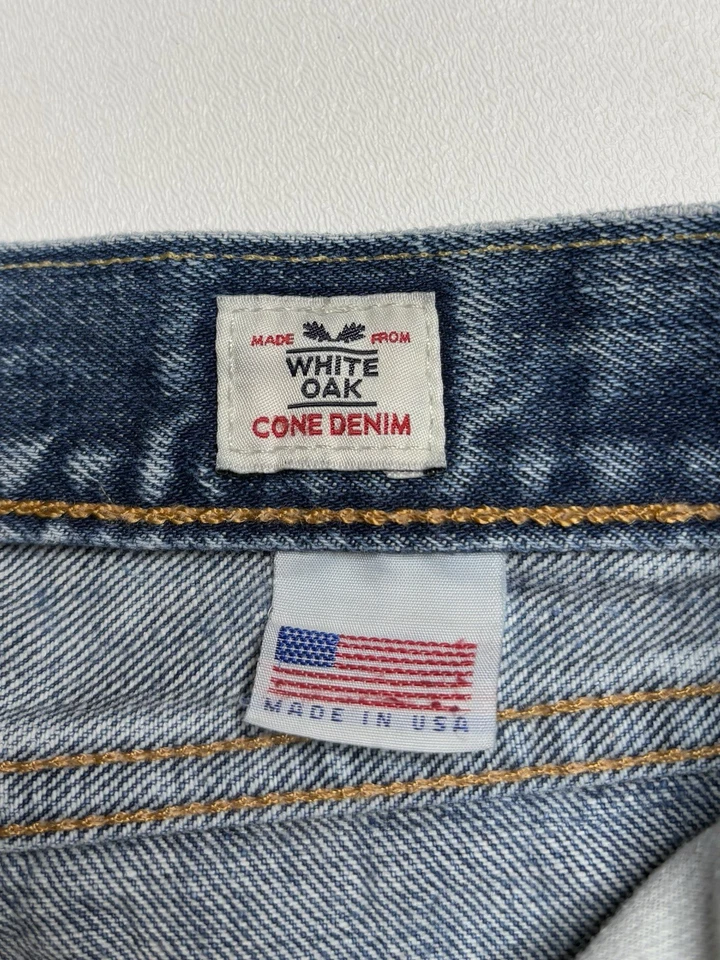 MADE FROM
WHITE
OAK
CONE DENIM
MADE IN USA